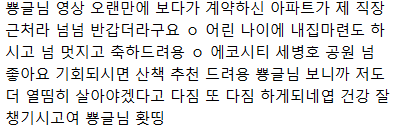 뿅글님 영상 오랜만에 보다가 계약하신 아파트가 제 직장
근처라 넘넘 반갑더라구요 ㅇ 어린 나이에 내집마련도 하
시고 넘 멋지고 축하드려용 ㅇ 에코시티 세병호 공원 넘
좋아요 기회되시면 산책 추천 드려용 뿅글님 보니까 저도
더 열띰히 살아야겠다고 다짐 또 다짐 하게되네엽 건강 잘
챙기시고여 뿅글님 홧띵